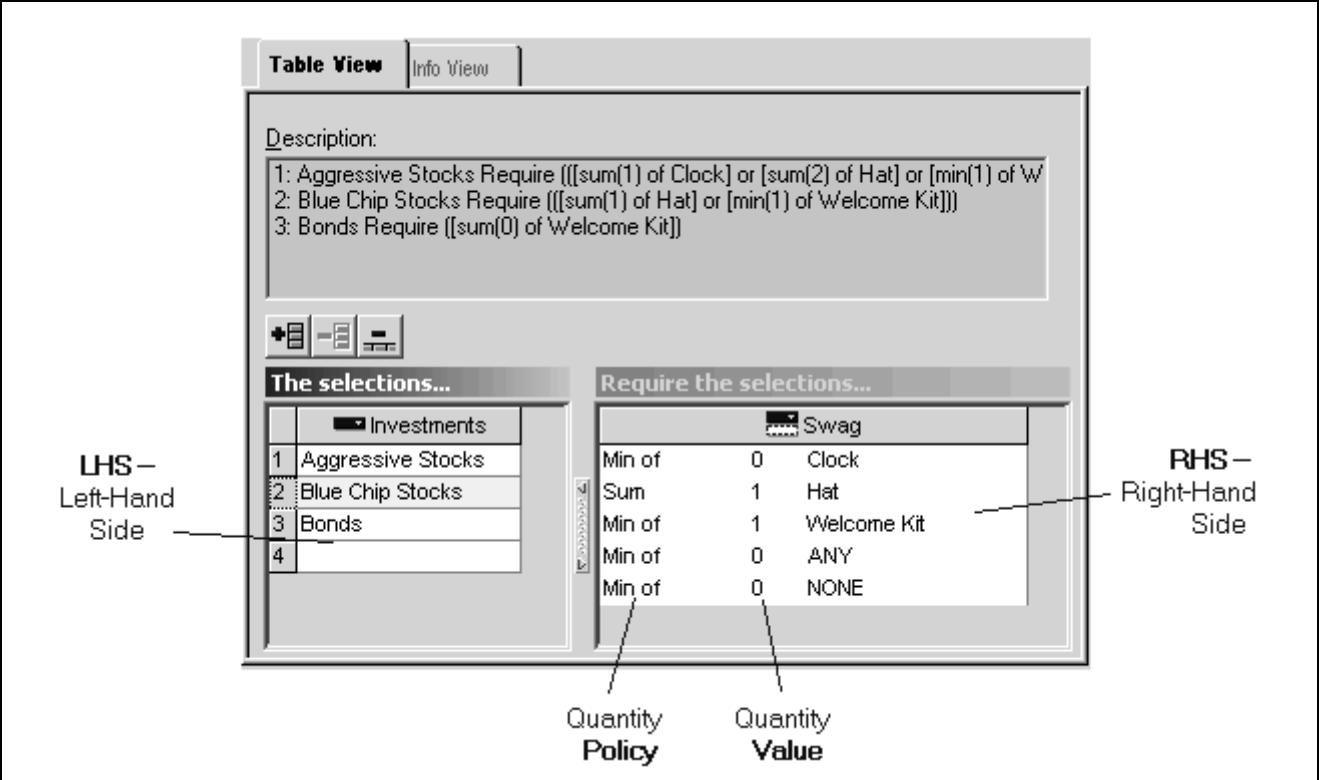 Table View
Info View
Description:
1: Aggressive Stocks Require (([sum(1) of Clock] or [sum(2) of Hat] or [min(1) of W
2: Blue Chip Stocks Require (([sum(1) of Hat] or [min(1) of Welcome Kit]))
3: Bonds Require ([sum(0) of Welcome Kit])
The selections...
Require the selections...
Investments
Swag
1 Aggressive Stocks
2 Blue Chip Stocks
3 Bonds
4
Min of 0 Clock
Sum 1 Hat
Min of 1 Welcome Kit
Min of 0 ANY
Min of 0 NONE
LHS –
Left-Hand
Side
RHS –
Right-Hand
Side
Quantity
Policy
Quantity
Value